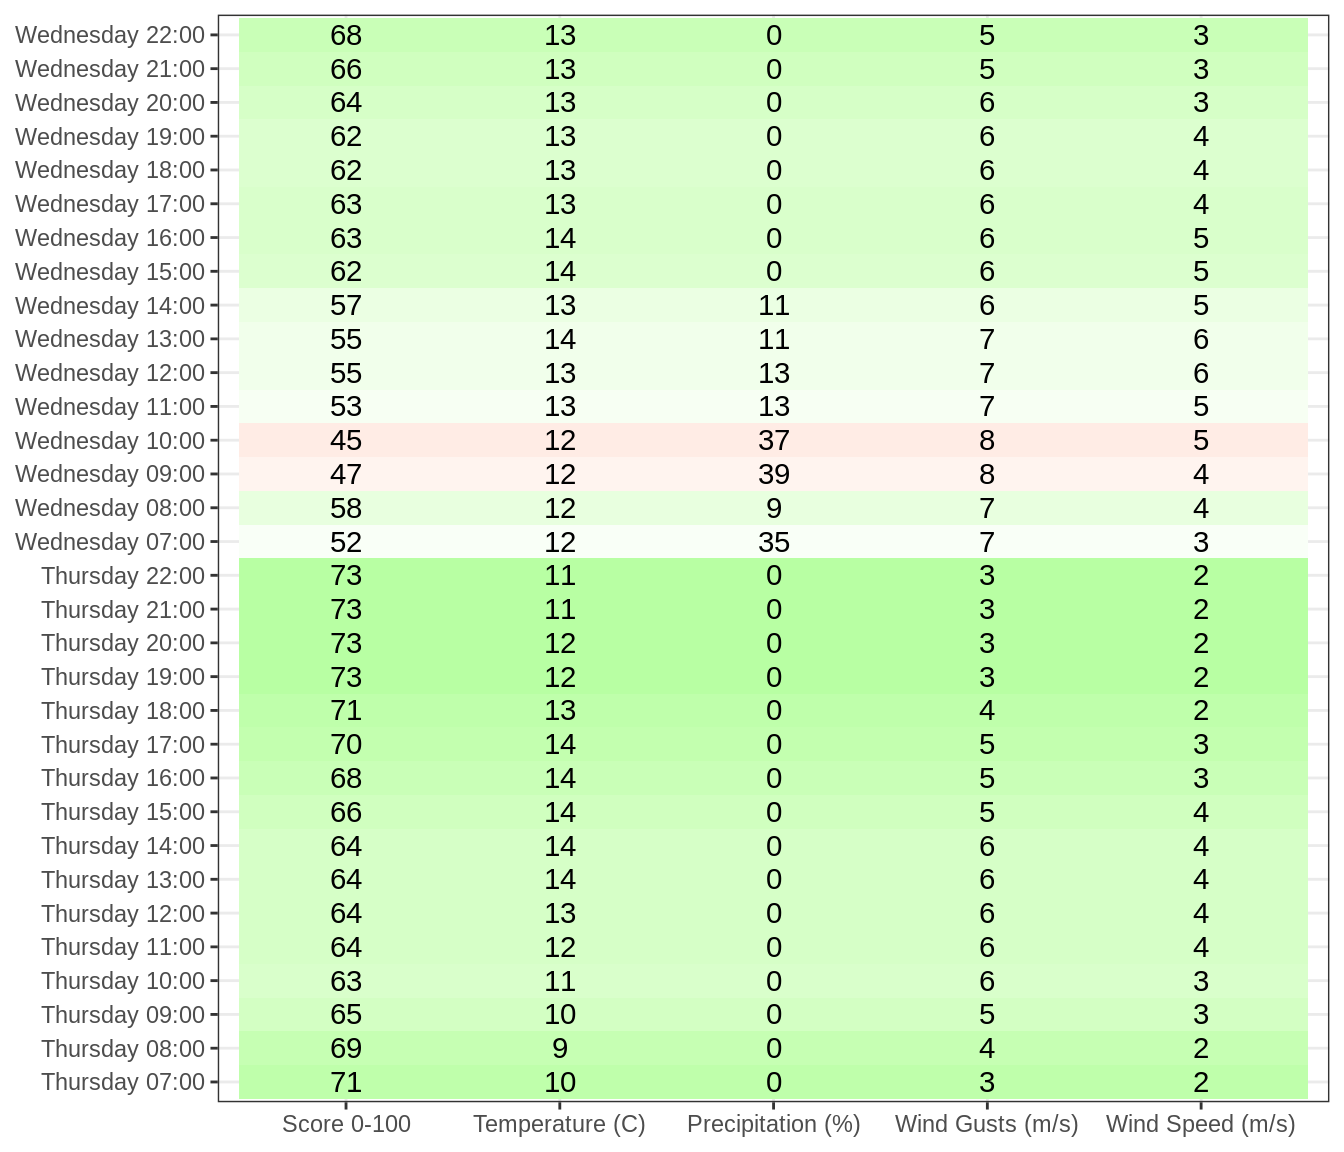 Wednesday 22:00 68 13 0 5 3
Wednesday 21:00 66 13 0 5 3
Wednesday 20:00 64 13 0 6 3
Wednesday 19:00 62 13 0 6 4
Wednesday 18:00 62 13 0 6 4
Wednesday 17:00 63 13 0 6 4
Wednesday 16:00 63 14 0 6 5
Wednesday 15:00 62 14 0 6 5
Wednesday 14:00 57 13 11 6 5
Wednesday 13:00 55 14 11 7 6
Wednesday 12:00 55 13 13 7 6
Wednesday 11:00 53 13 13 7 5
Wednesday 10:00 45 12 37 8 5
Wednesday 09:00 47 12 39 8 4
Wednesday 08:00 58 12 9 7 4
Wednesday 07:00 52 12 35 7 3
Thursday 22:00 73 11 0 3 2
Thursday 21:00 73 11 0 3 2
Thursday 20:00 73 12 0 3 2
Thursday 19:00 73 12 0 3 2
Thursday 18:00 71 13 0 4 2
Thursday 17:00 70 14 0 5 3
Thursday 16:00 68 14 0 5 3
Thursday 15:00 66 14 0 5 4
Thursday 14:00 64 14 0 6 4
Thursday 13:00 64 14 0 6 4
Thursday 12:00 64 13 0 6 4
Thursday 11:00 64 12 0 6 4
Thursday 10:00 63 11 0 6 3
Thursday 09:00 65 10 0 5 3
Thursday 08:00 69 9 0 4 2
Thursday 07:00 71 10 0 3 2
Score 0-100 Temperature (C) Precipitation (%) Wind Gusts (m/s) Wind Speed (m/s)